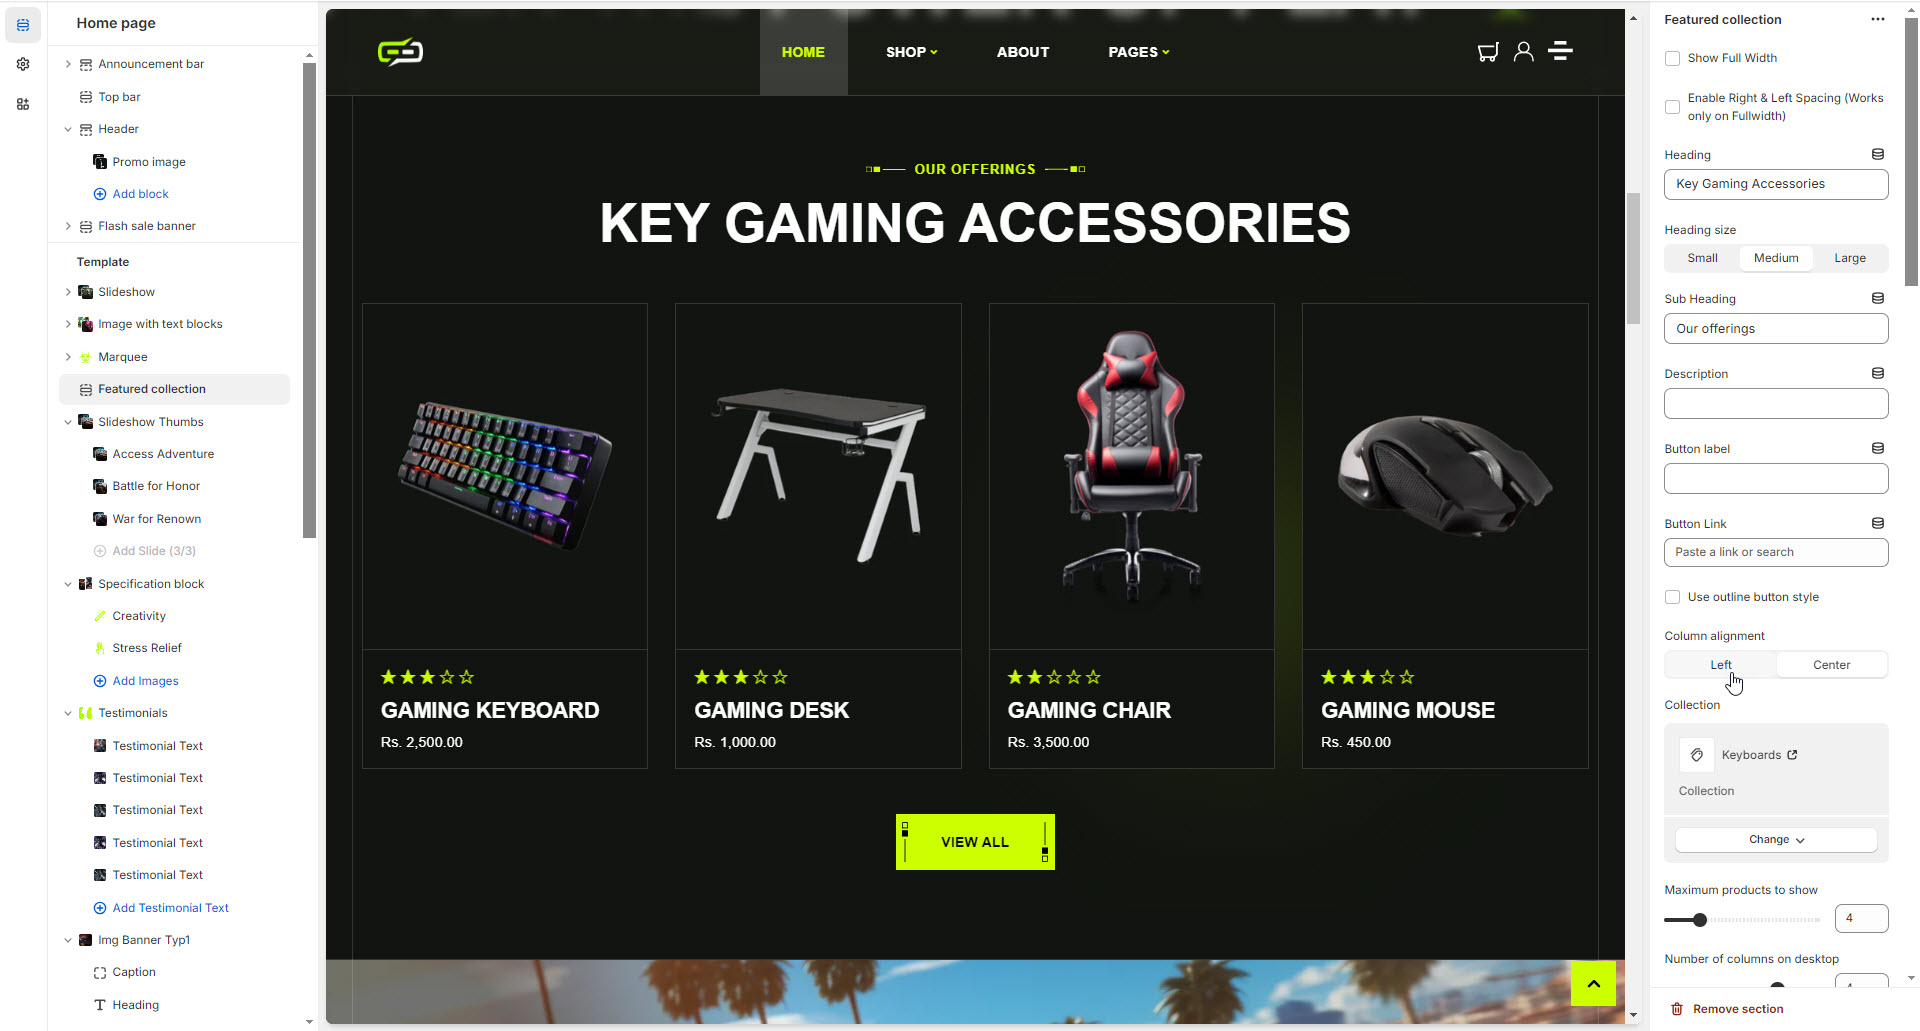 Home page
Announcement bar
Top bar
Header
Promo image
Add block
Flash sale banner
Template
Slideshow
Image with text blocks
Marquee
Featured collection
Slideshow Thumbs
Access Adventure
Battle for Honor
War for Renown
Add Slide (3/3)
Specification block
Creativity
Stress Relief
Add Images
Testimonials
Testimonial Text
Testimonial Text
Testimonial Text
Testimonial Text
Testimonial Text
Add Testimonial Text
Img Banner Typ1
Caption
Heading
HOME SHOP ABOUT PAGES
OUR OFFERINGS
KEY GAMING ACCESSORIES
GAMING KEYBOARD
Rs. 2,500.00
GAMING DESK
Rs. 1,000.00
GAMING CHAIR
Rs. 3,500.00
GAMING MOUSE
Rs. 450.00
VIEW ALL
Featured collection
Show Full Width
Enable Right & Left Spacing (Works
only on Fullwidth)
Heading
Key Gaming Accessories
Heading size
Small Medium Large
Sub Heading
Our offerings
Description
Button label
Button Link
Paste a link or search
Use outline button style
Column alignment
Left Center
Collection
Keyboards
Collection
Change
Maximum products to show
4
Number of columns on desktop
Remove section